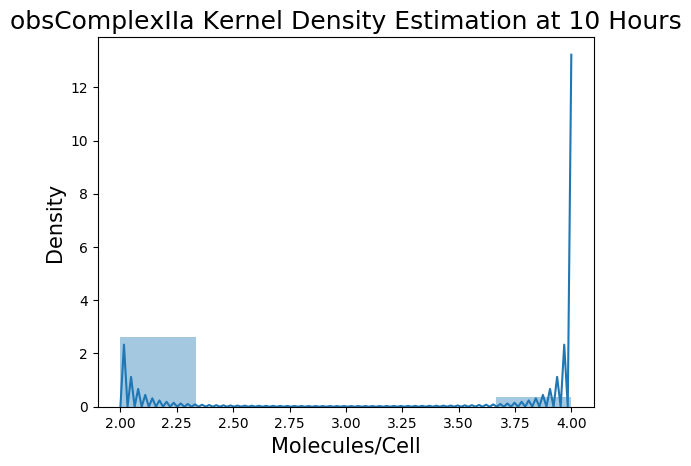 obsComplexIIa Kernel Density Estimation at 10 Hours
Density
12
10
8
6
4
2
0
2.00 2.25 2.50 2.75 3.00 3.25 3.50 3.75 4.00
Molecules/Cell